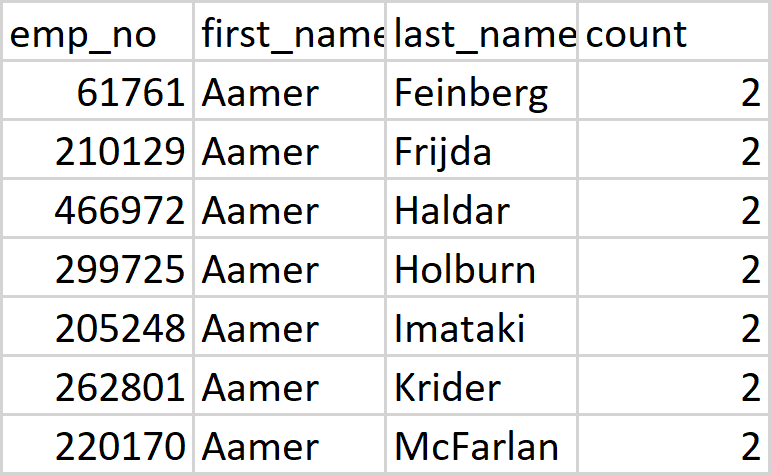 emp_no first_name last_name count
61761 Aamer Feinberg 2
210129 Aamer Frijda 2
466972 Aamer Haldar 2
299725 Aamer Holburn 2
205248 Aamer Imataki 2
262801 Aamer Krider 2
220170 Aamer McFarlan 2